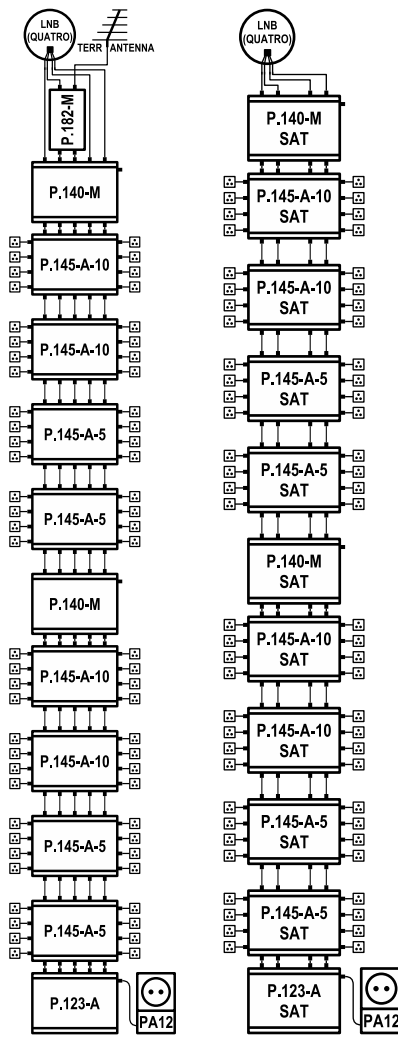 LNB
(QUATRO)
TERR ANTENNA
P.182-M
P.140-M
P.145-A-10
P.145-A-10
P.145-A-5
P.145-A-5
P.140-M
P.145-A-10
P.145-A-10
P.145-A-5
P.145-A-5
P.123-A
PA12
LNB
(QUATRO)
P.140-M
SAT
P.145-A-10
SAT
P.145-A-10
SAT
P.145-A-5
SAT
P.145-A-5
SAT
P.140-M
SAT
P.145-A-10
SAT
P.145-A-10
SAT
P.145-A-5
SAT
P.145-A-5
SAT
P.123-A
SAT
PA12